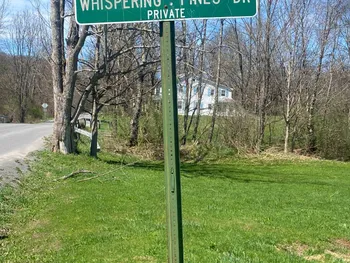 WHISPERING PINES DR
PRIVATE